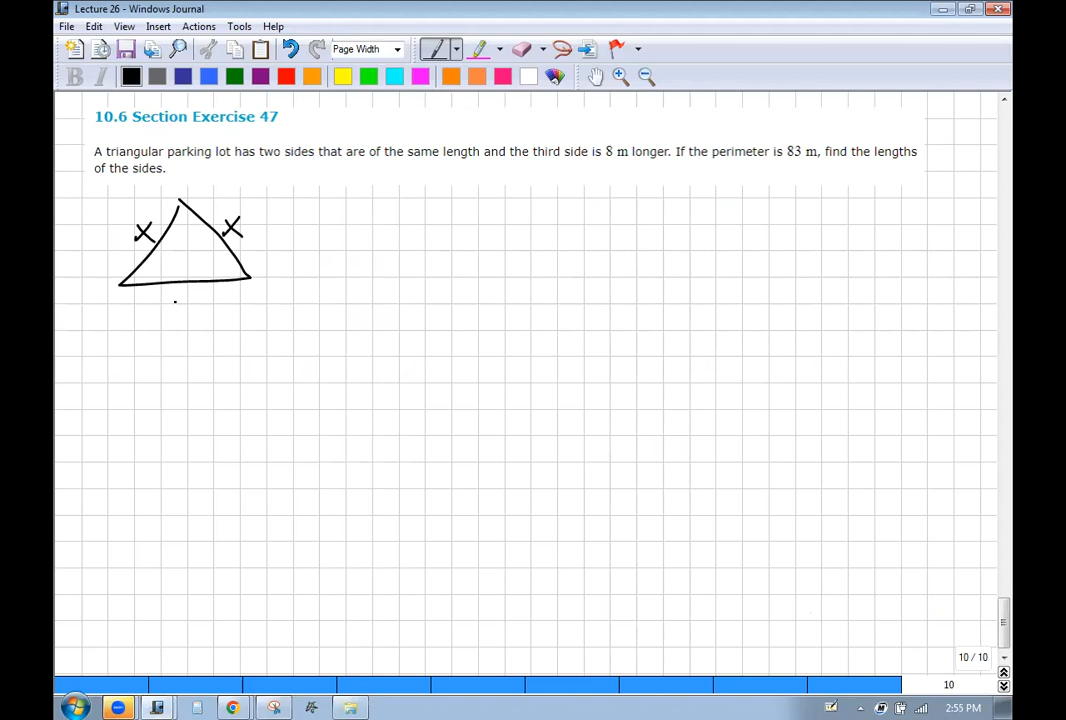 Lecture 26 - Windows Journal
File Edit View Insert Actions Tools Help
Page Width
B I
10.6 Section Exercise 47
A triangular parking lot has two sides that are of the same length and the third side is 8 m longer. If the perimeter is 83 m, find the lengths
of the sides.
x x
10 / 10
10
2:55 PM